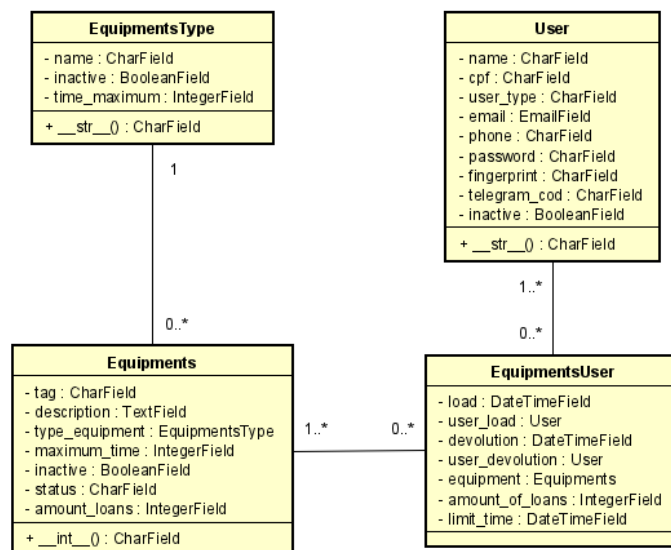 EquipmentsType
- name : CharField
- inactive : BooleanField
- time_maximum : IntegerField
+ __str__() : CharField
User
- name : CharField
- cpf : CharField
- user_type : CharField
- email : EmailField
- phone : CharField
- password : CharField
- fingerprint : CharField
- telegram_cod : CharField
- inactive : BooleanField
+ __str__() : CharField
1
0..*
1..*
0..*
Equipments
- tag : CharField
- description : TextField
- type_equipment : EquipmentsType
- maximum_time : IntegerField
- inactive : BooleanField
- status : CharField
- amount_loans : IntegerField
+ __int__() : CharField
1..*
0..*
EquipmentsUser
- load : DateTimeField
- user_load : User
- devolution : DateTimeField
- user_devolution : User
- equipment : Equipments
- amount_of_loans : IntegerField
- limit_time : DateTimeField